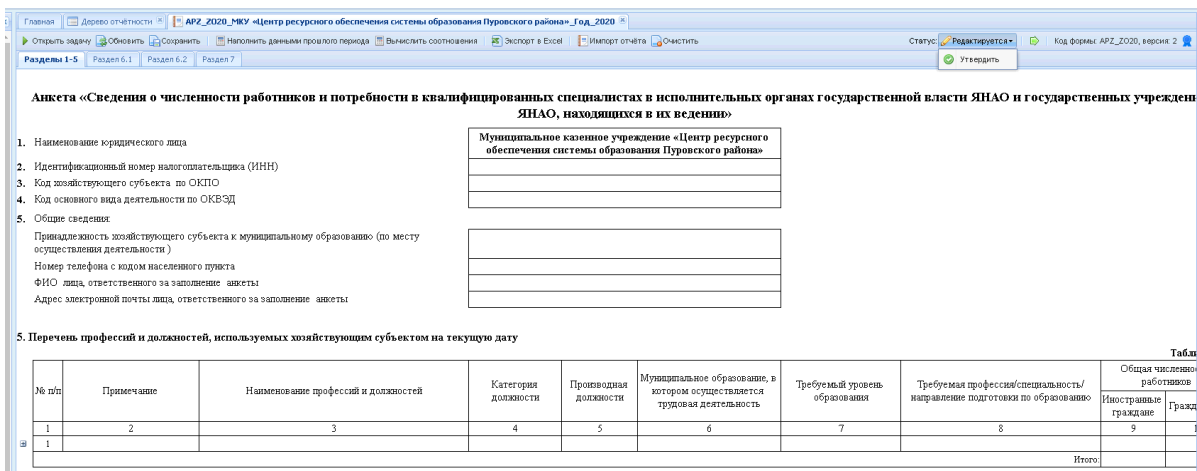 Главная Дерево отчётности APZ_ZO20_МКУ «Центр ресурсного обеспечения системы образования Пуровского района»_Год_2020
Открыть задачу Обновить Сохранить Наполнить данными прошлого периода Вычислить соотношения Экспорт в Excel Импорт отчёта Очистить Статус: Редактируется Код формы: APZ_ZO20, версия: 2
Разделы 1-5 Раздел 6.1 Раздел 6.2 Раздел 7 Утвердить
Анкета «Сведения о численности работников и потребности в квалифицированных специалистах в исполнительных органах государственной власти ЯНАО и государственных учрежден
ЯНАО, находящихся в их ведении»
1. Наименование юридического лица
Муниципальное казенное учреждение «Центр ресурсного
обеспечения системы образования Пуровского района»
2. Идентификационный номер налогоплательщика (ИНН)
3. Код хозяйствующего субъекта по ОКПО
4. Код основного вида деятельности по ОКВЭД
5. Общие сведения:
Принадлежность хозяйствующего субъекта к муниципальному образованию (по месту
осуществления деятельности )
Номер телефона с кодом населенного пункта
ФИО лица, ответственного за заполнение анкеты
Адрес электронной почты лица, ответственного за заполнение анкеты
5. Перечень профессий и должностей, используемых хозяйствующим субъектом на текущую дату
Табли
№ п/п
Примечание
Наименование профессий и должностей
Категория
должности
Производная
должности
Муниципальное образование, в
котором осуществляется
трудовая деятельность
Требуемый уровень
образования
Требуемая профессия/специальность/
направление подготовки по образованию
Общая численно
работников
Иностранные
граждане
Гражд
1 2 3 4 5 6 7 8 9 1
1
Итого: